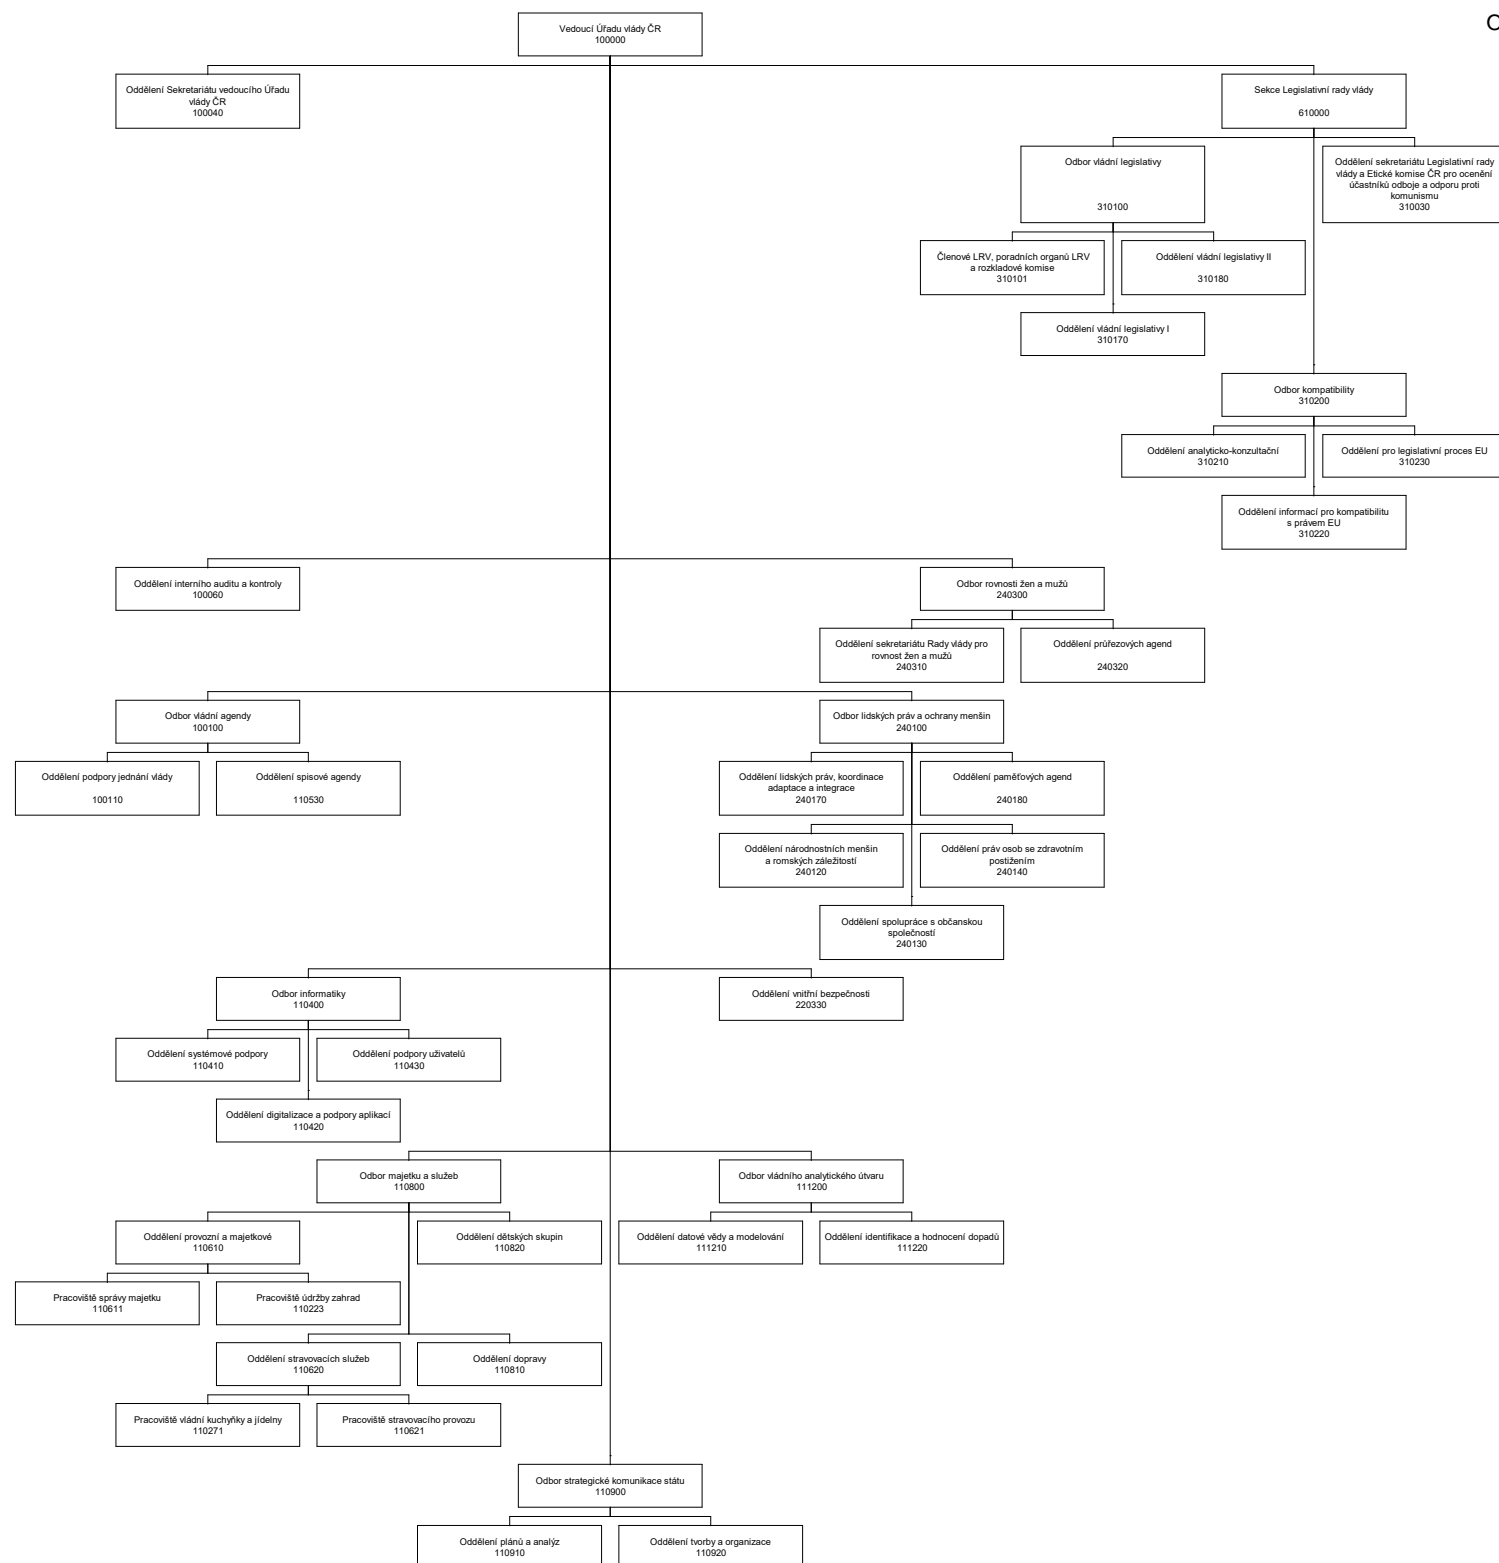 Vedoucí Úřadu vlády ČR
100000
Oddělení Sekretariátu vedoucího Úřadu
vlády ČR
100040
Sekce Legislativní rady vlády
610000
Odbor vládní legislativy
310100
Oddělení sekretariátu Legislativní rady
vlády a Etické komise ČR pro ocenění
účastníků odboje a odporu proti
komunismu
310030
Členové LRV, poradních orgánů LRV
a rozkladové komise
310101
Oddělení vládní legislativy II
310180
Oddělení vládní legislativy I
310170
Odbor kompatibility
310200
Oddělení analyticko-konzultační
310210
Oddělení pro legislativní proces EU
310230
Oddělení informací pro kompatibilitu
s právem EU
310220
Oddělení interního auditu a kontroly
100060
Odbor rovnosti žen a mužů
240300
Oddělení sekretariátu Rady vlády pro
rovnost žen a mužů
240310
Oddělení průřezových agend
240320
Odbor vládní agendy
100100
Odbor lidských práv a ochrany menšin
240100
Oddělení podpory jednání vlády
100110
Oddělení spisové agendy
110530
Oddělení lidských práv, koordinace
adaptace a integrace
240170
Oddělení paměťových agend
240180
Oddělení národnostních menšin
a romských záležitostí
240120
Oddělení práv osob se zdravotním
postižením
240140
Oddělení spolupráce s občanskou
společností
240130
Odbor informatiky
110400
Oddělení vnitřní bezpečnosti
220330
Oddělení systémové podpory
110410
Oddělení podpory uživatelů
110430
Oddělení digitalizace a podpory aplikací
110420
Odbor majetku a služeb
110800
Odbor vládního analytického útvaru
111200
Oddělení provozní a majetkové
110610
Oddělení dětských skupin
110820
Oddělení datové vědy a modelování
111210
Oddělení identifikace a hodnocení dopadů
111220
Pracoviště správy majetku
110611
Pracoviště údržby zahrad
110223
Oddělení stravovacích služeb
110620
Oddělení dopravy
110810
Pracoviště vládní kuchyňky a jídelny
110271
Pracoviště stravovacího provozu
110621
Odbor strategické komunikace státu
110900
Oddělení plánů a analýz
110910
Oddělení tvorby a organizace
110920